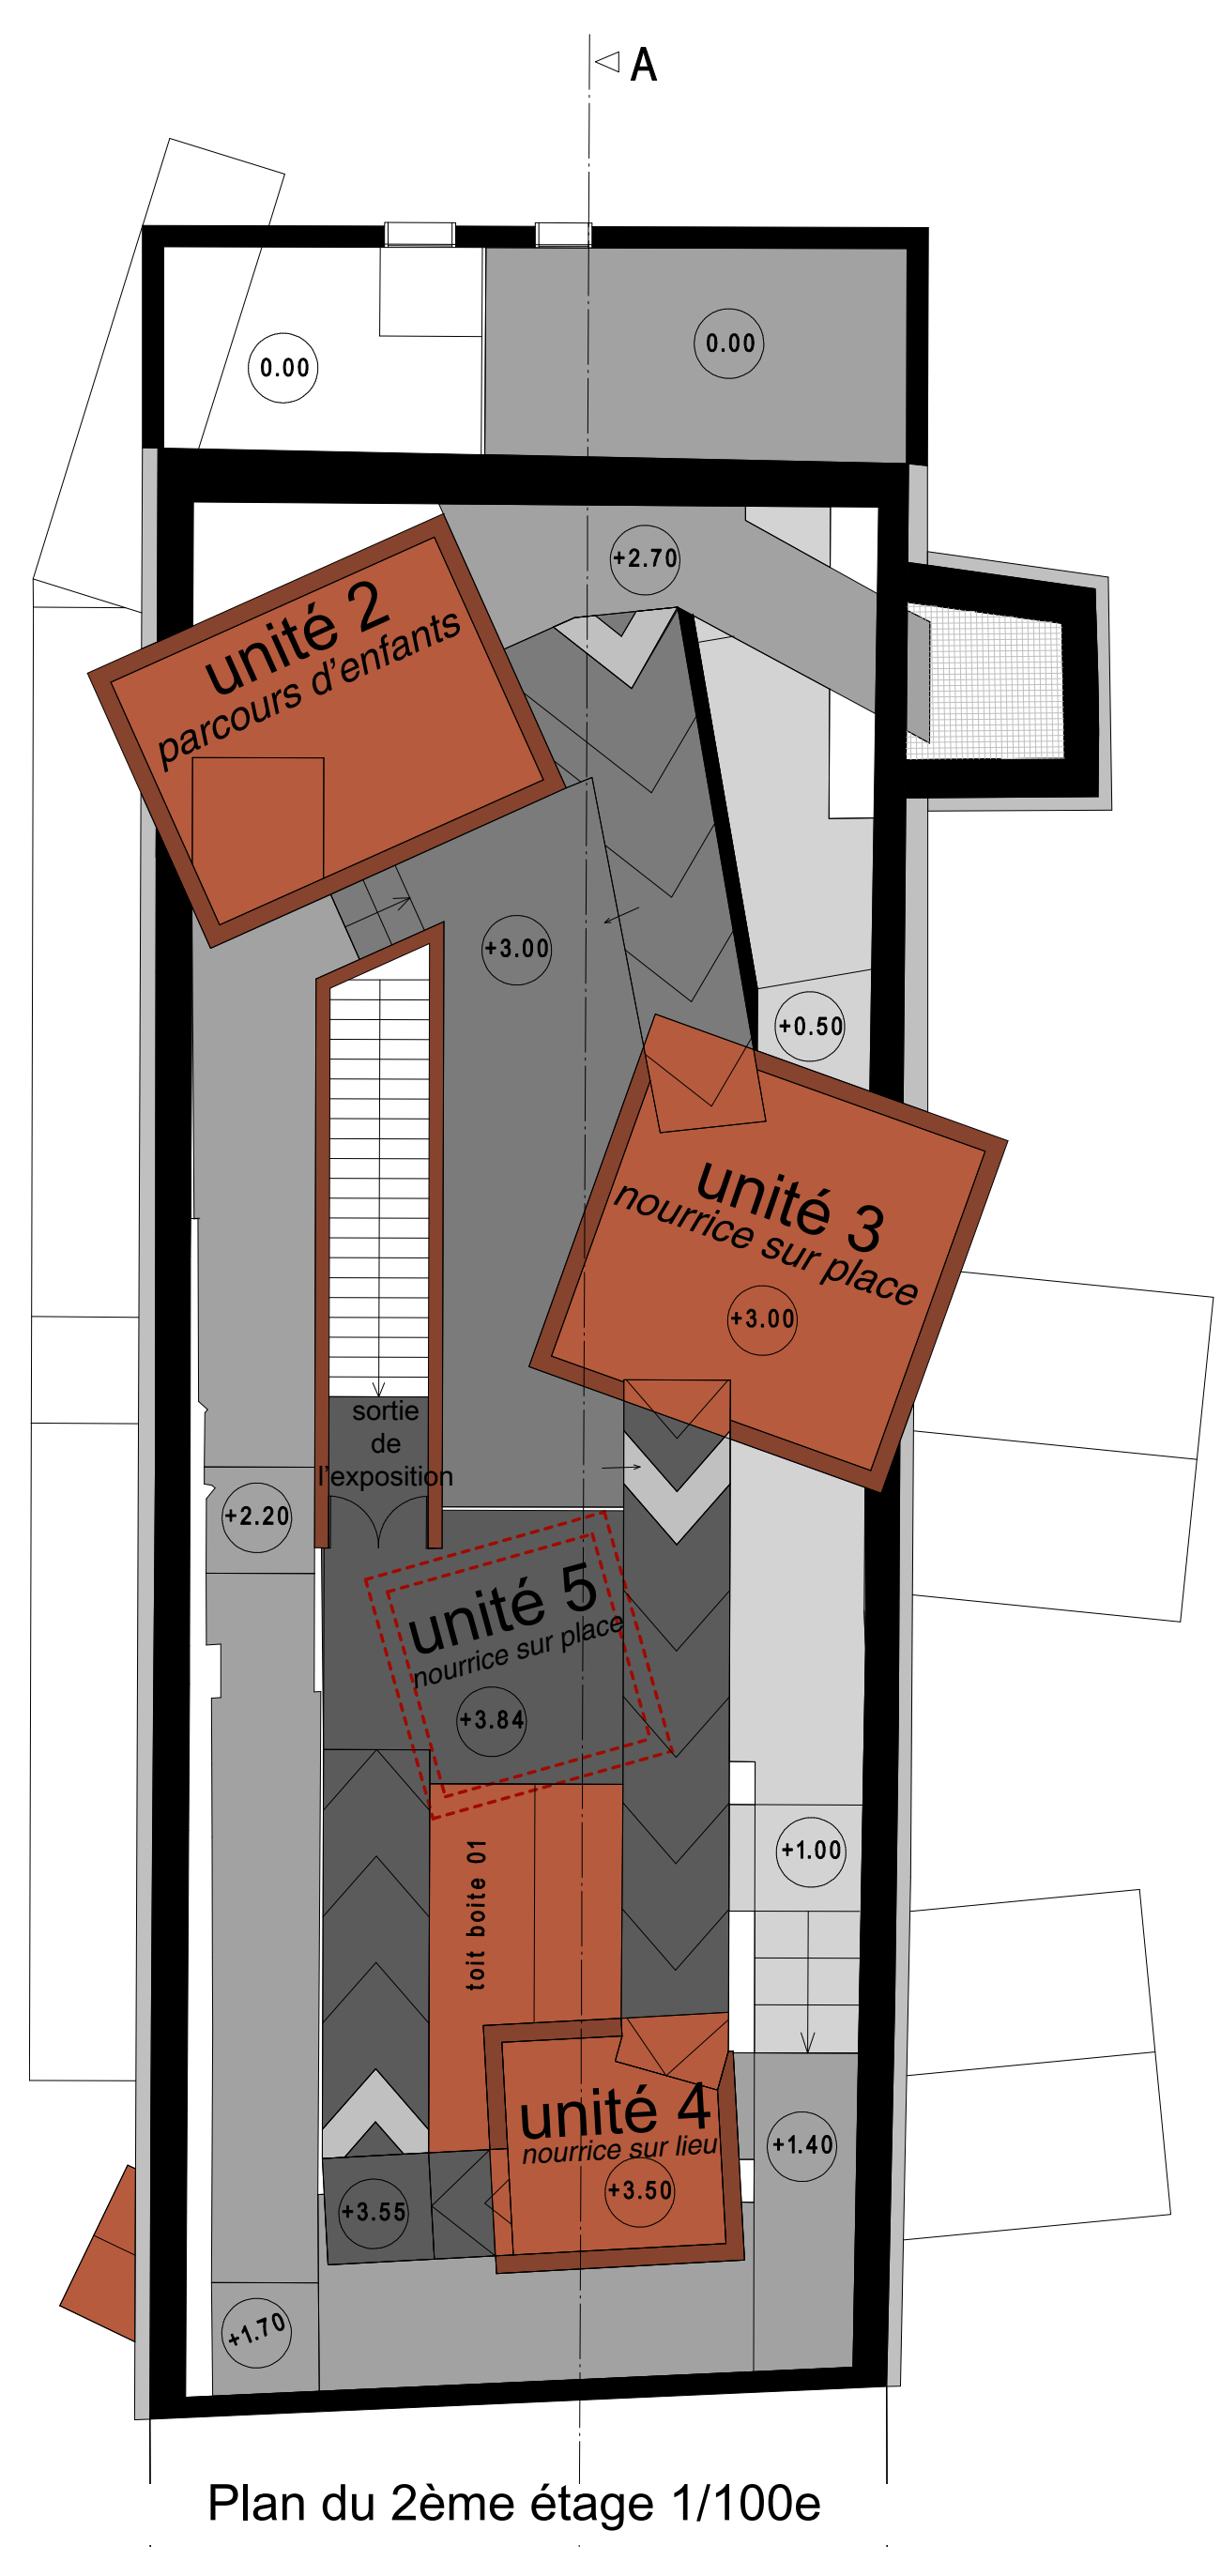 A
0.00
0.00
+2.70
unité 2
parcours d'enfants
+3.00
+0.50
unité 3
nourrice sur place
+3.00
sortie
de
l'exposition
+2.20
unité 5
nourrice sur place
+3.84
toit boite 01
+1.00
unité 4
nourrice sur lieu
+1.40
+3.50
+3.55
+1.70
Plan du 2ème étage 1/100e